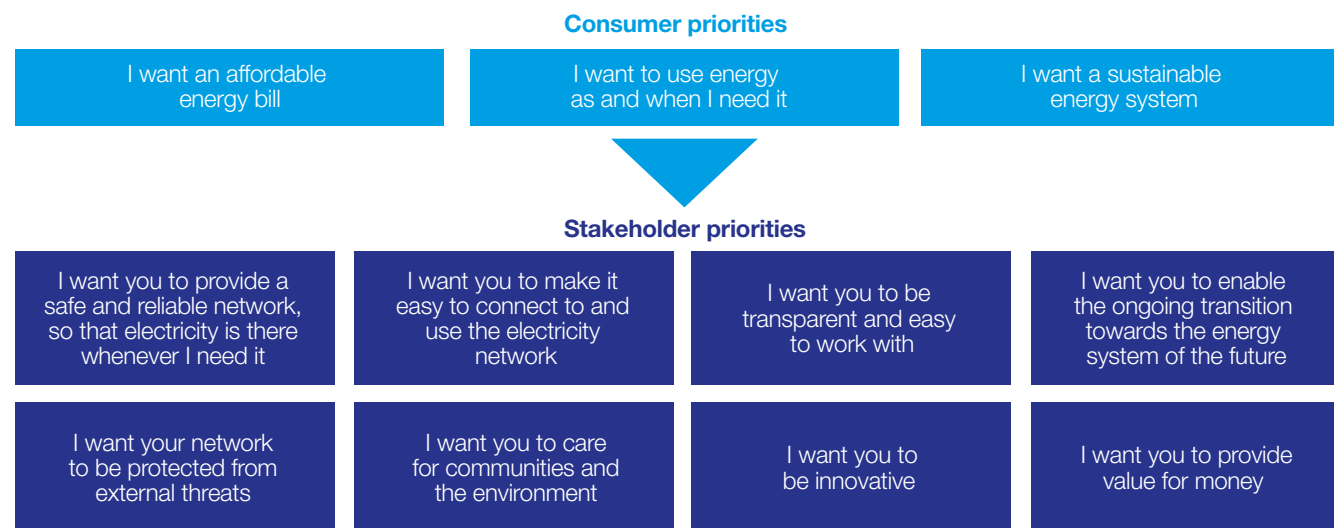 Consumer priorities
I want an affordable
energy bill
I want to use energy
as and when I need it
I want a sustainable
energy system
Stakeholder priorities
I want you to provide a
safe and reliable network,
so that electricity is there
whenever I need it
I want you to make it
easy to connect to and
use the electricity
network
I want you to be
transparent and easy
to work with
I want you to enable
the ongoing transition
towards the energy
system of the future
I want your network
to be protected from
external threats
I want you to care
for communities and
the environment
I want you to
be innovative
I want you to provide
value for money